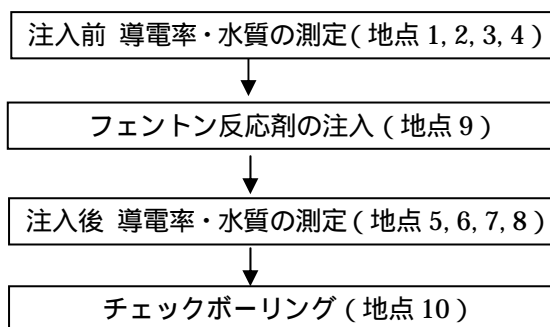 注入前 導電率・水質の測定(地点 1, 2, 3, 4)
フェントン反応剤の注入(地点 9)
注入後 導電率・水質の測定(地点 5, 6, 7, 8)
チェックボーリング(地点 10)